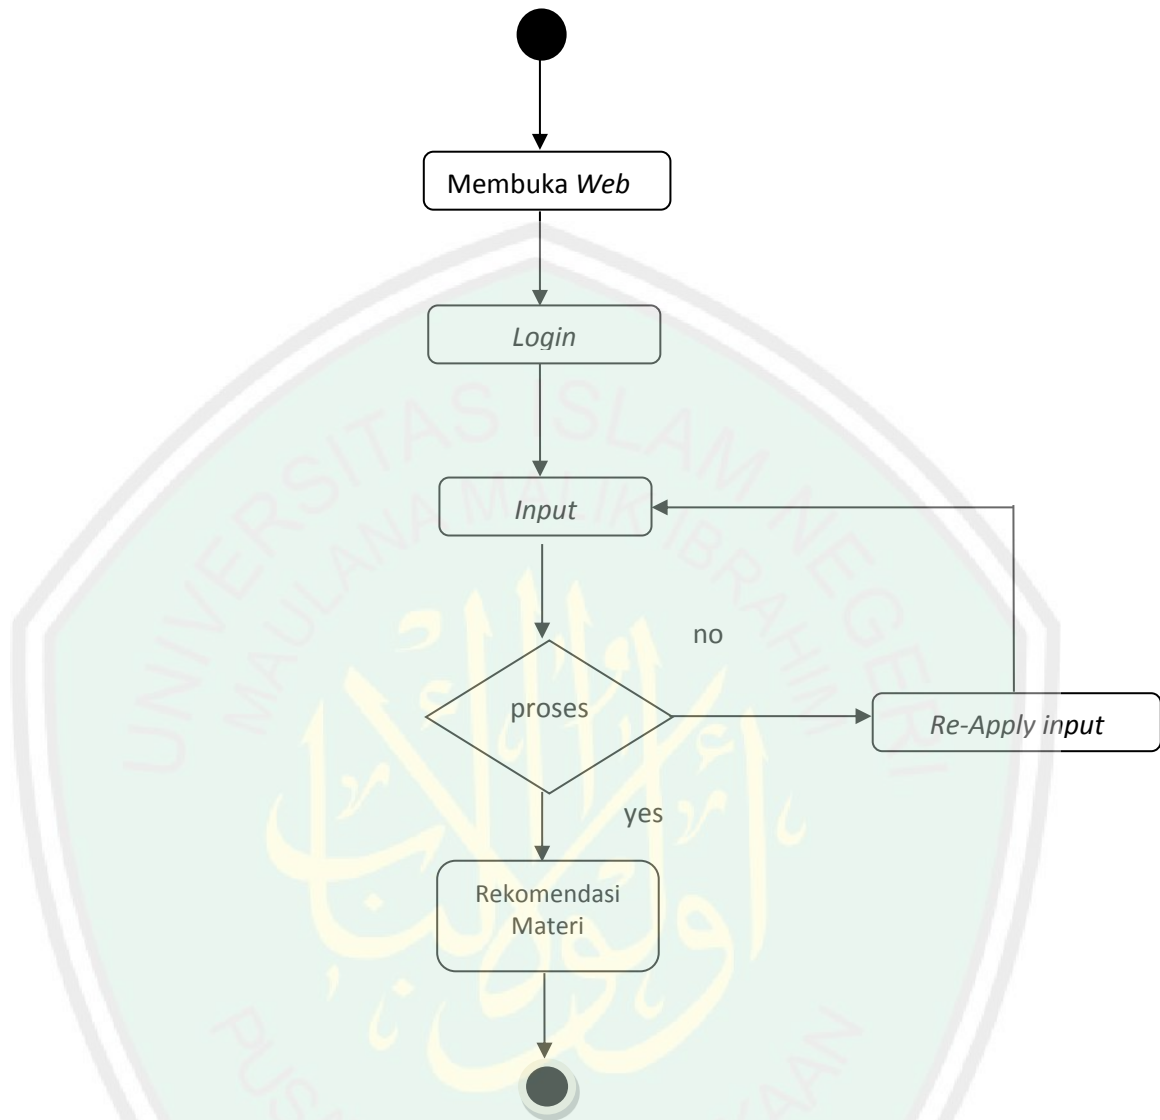 Membuka Web
Login
Input
no
proses
Re-Apply input
yes
Rekomendasi
Materi
UNIVERSITAS ISLAM NEGERI
MAULANA MALIK IBRAHIM